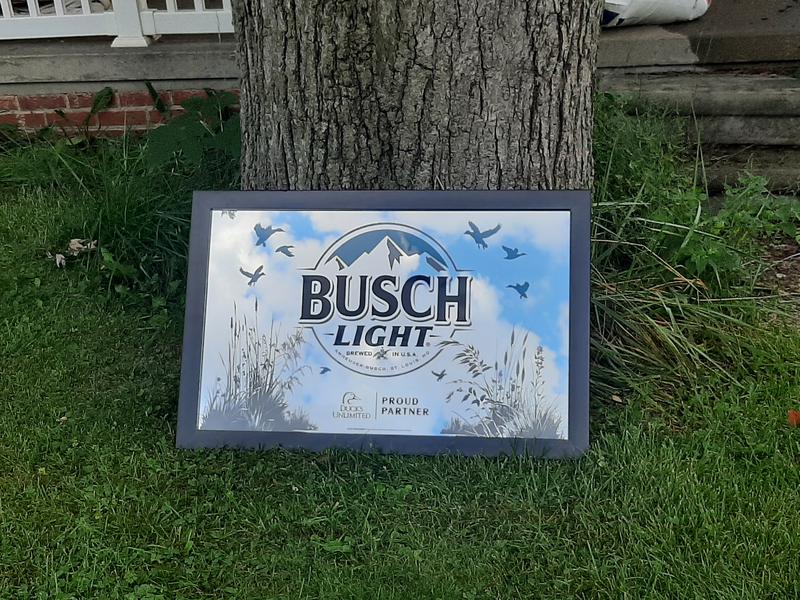 BUSCH
LIGHT
BREWED IN U.S.A.
ANHEUSER-BUSCH, ST. LOUIS, MO
DUCKS
UNLIMITED
PROUD
PARTNER